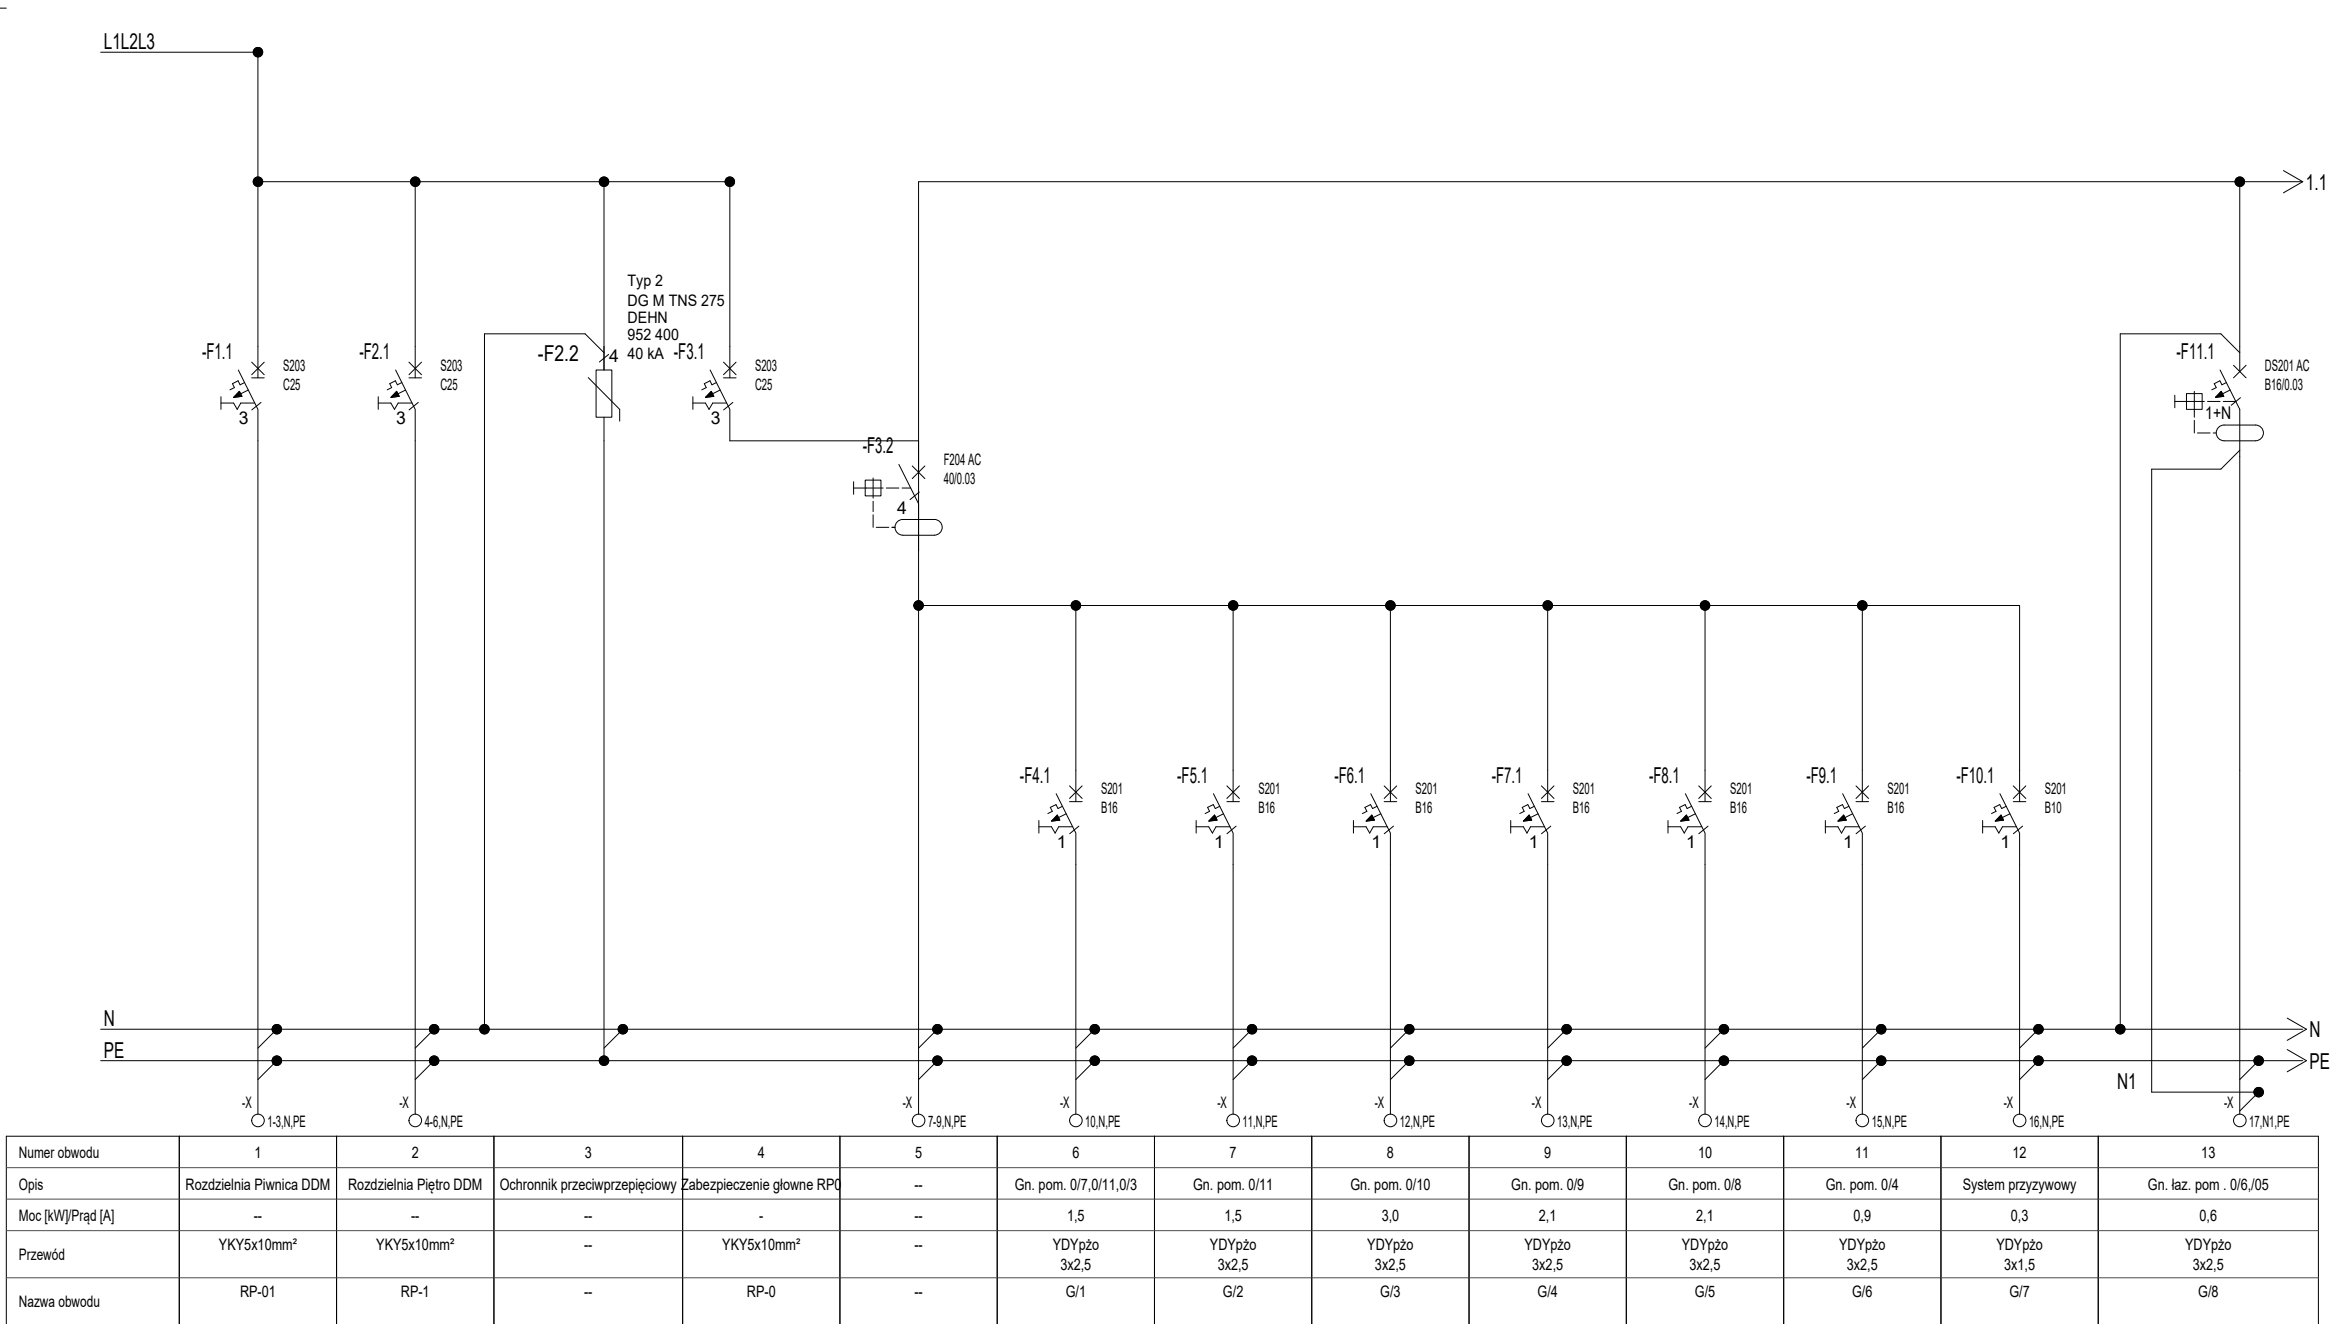 L1L2L3
1.1
Typ 2
DG M TNS 275
DEHN
952 400
40 kA
-F1.1
S203
C25
3
-F2.1
S203
C25
3
-F2.2
4
-F3.1
S203
C25
3
-F3.2
F204 AC
40/0.03
4
-F11.1
DS201 AC
B16/0.03
1+N
-F4.1
S201
B16
1
-F5.1
S201
B16
1
-F6.1
S201
B16
1
-F7.1
S201
B16
1
-F8.1
S201
B16
1
-F9.1
S201
B16
1
-F10.1
S201
B10
1
N
N
PE
PE
N1
-X
1-3,N,PE
-X
4-6,N,PE
-X
7-9,N,PE
-X
10,N,PE
-X
11,N,PE
-X
12,N,PE
-X
13,N,PE
-X
14,N,PE
-X
15,N,PE
-X
16,N,PE
-X
17,N1,PE
Numer obwodu 1 2 3 4 5 6 7 8 9 10 11 12 13
Opis Rozdzielnia Piwnica DDM Rozdzielnia Piętro DDM Ochronnik przeciwprzepięciowy Zabezpieczenie głowne RP0 -- Gn. pom. 0/7,0/11,0/3 Gn. pom. 0/11 Gn. pom. 0/10 Gn. pom. 0/9 Gn. pom. 0/8 Gn. pom. 0/4 System przyzywowy Gn. łaz. pom . 0/6,/05
Moc [kW]/Prąd [A] -- -- -- - -- 1,5 1,5 3,0 2,1 2,1 0,9 0,3 0,6
Przewód YKY5x10mm² YKY5x10mm² -- YKY5x10mm² -- YDYpżo YDYpżo YDYpżo YDYpżo YDYpżo YDYpżo YDYpżo YDYpżo
3x2,5 3x2,5 3x2,5 3x2,5 3x2,5 3x2,5 3x1,5 3x2,5
Nazwa obwodu RP-01 RP-1 -- RP-0 -- G/1 G/2 G/3 G/4 G/5 G/6 G/7 G/8